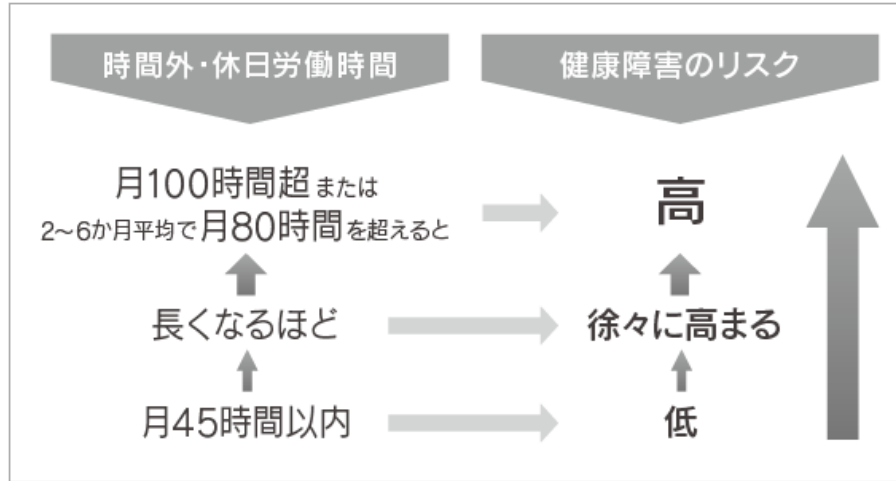 時間外・休日労働時間
健康障害のリスク
月100時間超または
2〜6か月平均で月80時間を超えると
高
長くなるほど
徐々に高まる
月45時間以内
低